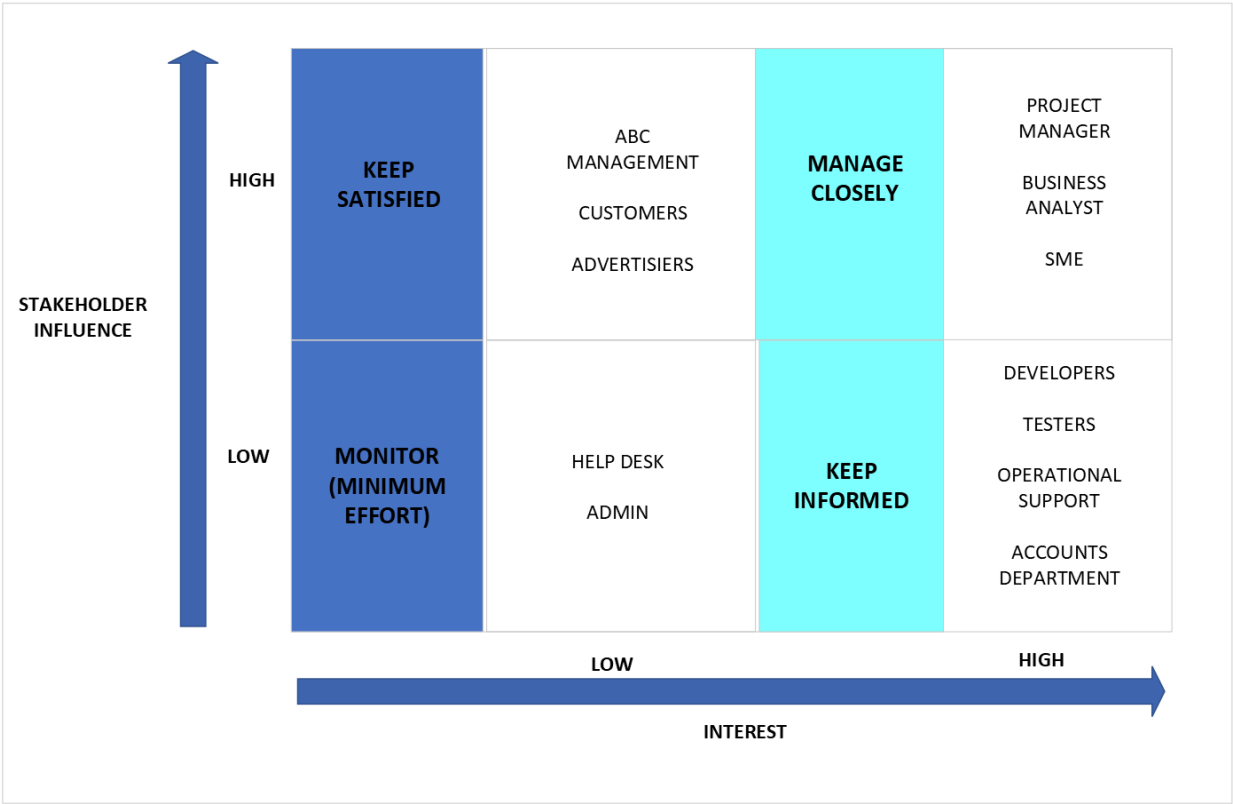 HIGH
KEEP
SATISFIED
ABC
MANAGEMENT
CUSTOMERS
ADVERTISIERS
MANAGE
CLOSELY
PROJECT
MANAGER
BUSINESS
ANALYST
SME
STAKEHOLDER
INFLUENCE
LOW
MONITOR
(MINIMUM
EFFORT)
HELP DESK
ADMIN
KEEP
INFORMED
DEVELOPERS
TESTERS
OPERATIONAL
SUPPORT
ACCOUNTS
DEPARTMENT
LOW
HIGH
INTEREST